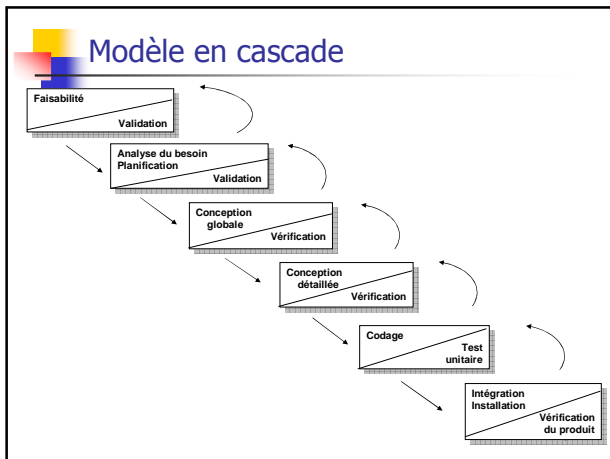 Modèle en cascade
Faisabilité
Validation
Analyse du besoin
Planification
Validation
Conception
globale
Vérification
Conception
détaillée
Vérification
Codage
Test
unitaire
Intégration
Installation
Vérification
du produit